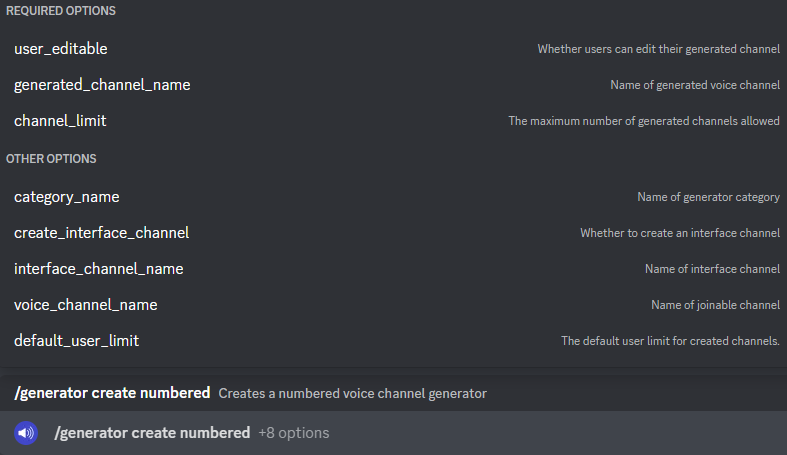 REQUIRED OPTIONS
user_editable Whether users can edit their generated channel
generated_channel_name Name of generated voice channel
channel_limit The maximum number of generated channels allowed
OTHER OPTIONS
category_name Name of generator category
create_interface_channel Whether to create an interface channel
interface_channel_name Name of interface channel
voice_channel_name Name of joinable channel
default_user_limit The default user limit for created channels.
/generator create numbered Creates a numbered voice channel generator
/generator create numbered +8 options